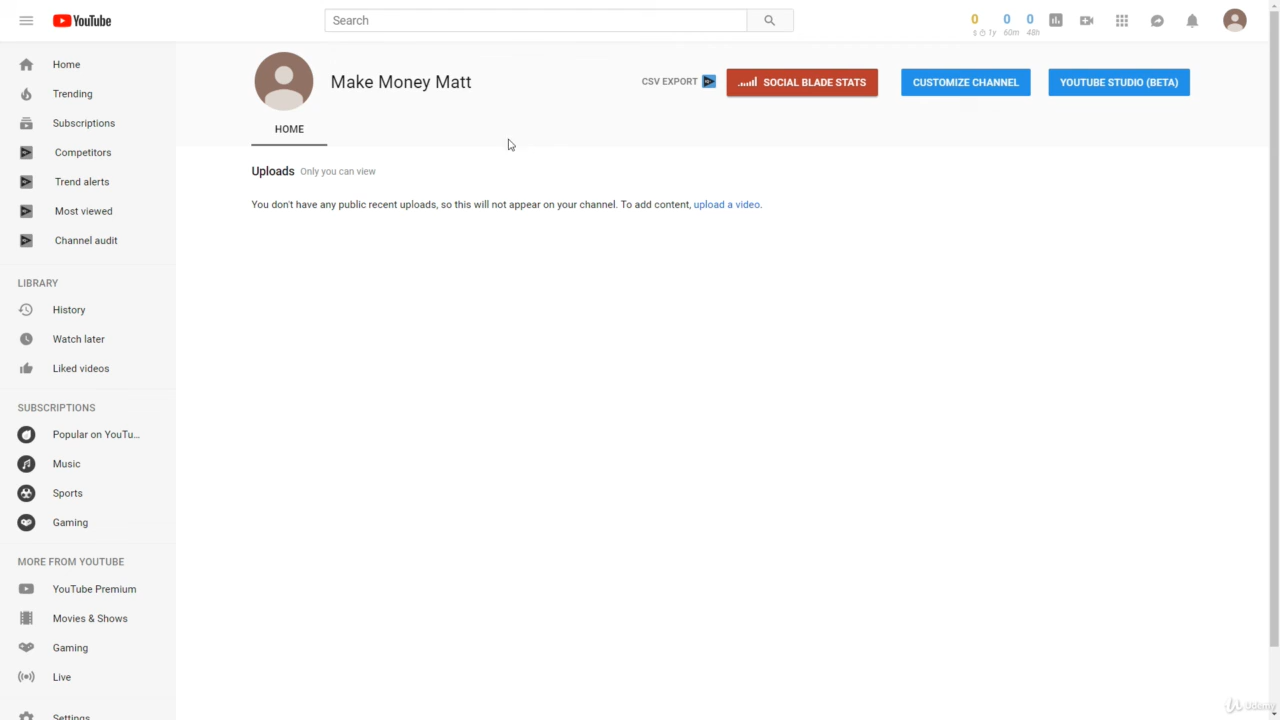 YouTube
Search
0 0 0
1y 60m 48h
Home
Trending
Subscriptions
Competitors
Trend alerts
Most viewed
Channel audit
LIBRARY
History
Watch later
Liked videos
SUBSCRIPTIONS
Popular on YouTu...
Music
Sports
Gaming
MORE FROM YOUTUBE
YouTube Premium
Movies & Shows
Gaming
Live
Settings
Make Money Matt
CSV EXPORT
SOCIAL BLADE STATS
CUSTOMIZE CHANNEL
YOUTUBE STUDIO (BETA)
HOME
Uploads Only you can view
You don't have any public recent uploads, so this will not appear on your channel. To add content, upload a video.
Udemy